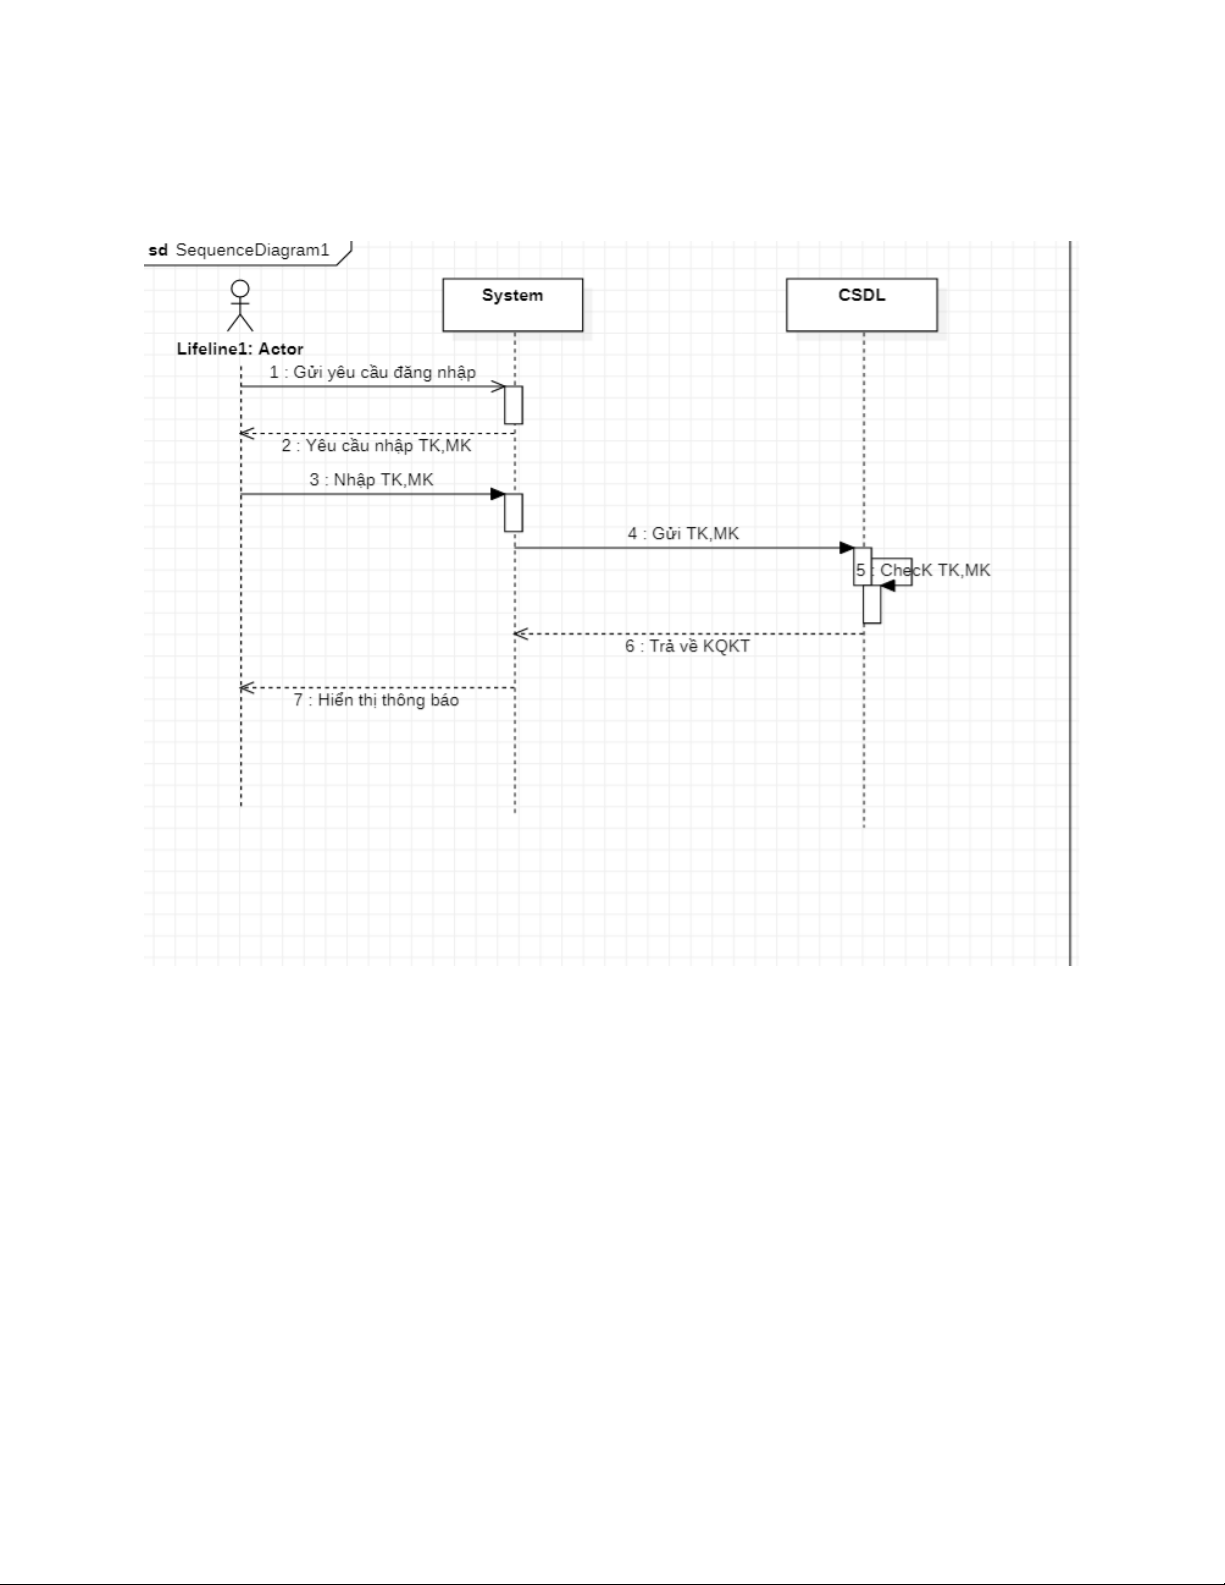 sd SequenceDiagram1
System
CSDL
Lifeline1: Actor
1 : Gửi yêu cầu đăng nhập
2 : Yêu cầu nhập TK,MK
3 : Nhập TK,MK
4 : Gửi TK,MK
5 : ChecK TK,MK
6 : Trả về KQKT
7 : Hiển thị thông báo